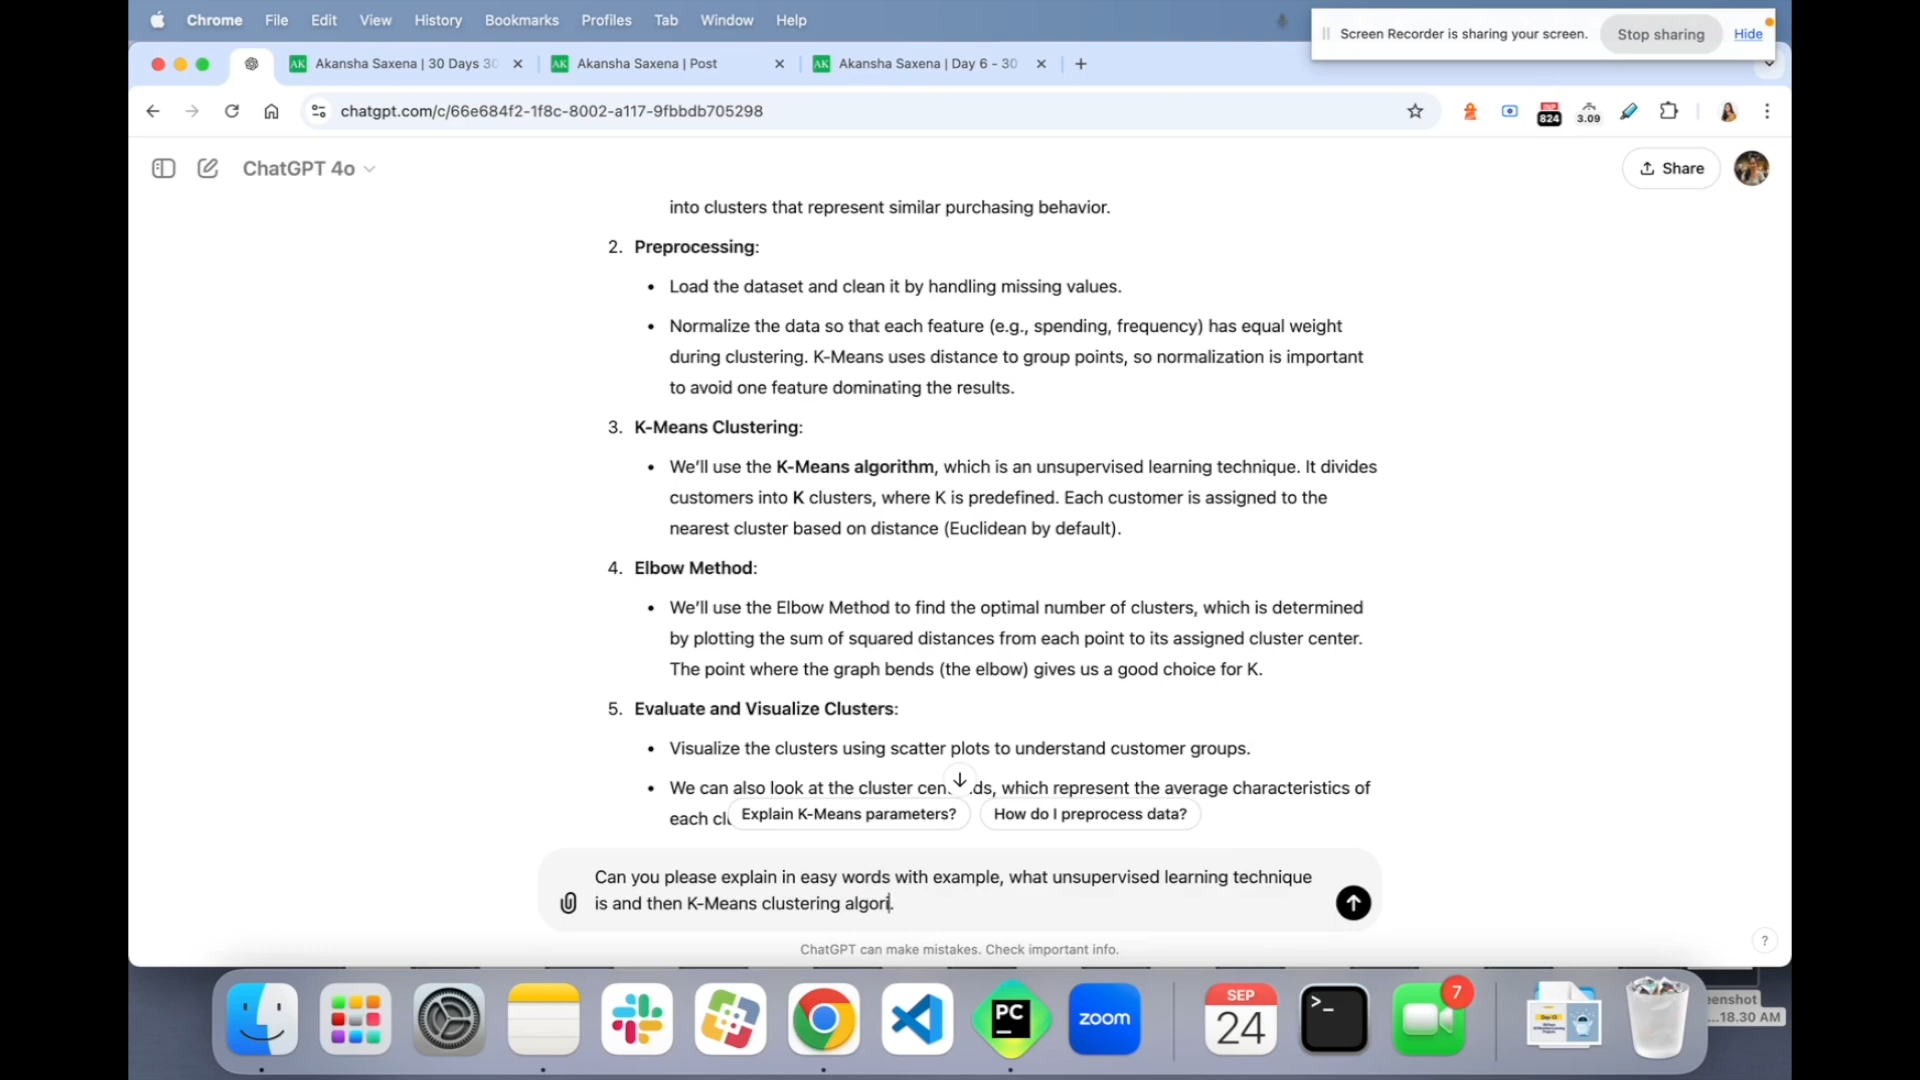 Chrome File Edit View History Bookmarks Profiles Tab Window Help
Screen Recorder is sharing your screen. Stop sharing Hide
AK Akansha Saxena | 30 Days 30
AK Akansha Saxena | Post
AK Akansha Saxena | Day 6 - 30
chatgpt.com/c/66e684f2-1f8c-8002-a117-9fbbdb705298
824
3.09
ChatGPT 4o
Share
into clusters that represent similar purchasing behavior.
2. Preprocessing:
• Load the dataset and clean it by handling missing values.
• Normalize the data so that each feature (e.g., spending, frequency) has equal weight
during clustering. K-Means uses distance to group points, so normalization is important
to avoid one feature dominating the results.
3. K-Means Clustering:
• We'll use the K-Means algorithm, which is an unsupervised learning technique. It divides
customers into K clusters, where K is predefined. Each customer is assigned to the
nearest cluster based on distance (Euclidean by default).
4. Elbow Method:
• We'll use the Elbow Method to find the optimal number of clusters, which is determined
by plotting the sum of squared distances from each point to its assigned cluster center.
The point where the graph bends (the elbow) gives us a good choice for K.
5. Evaluate and Visualize Clusters:
• Visualize the clusters using scatter plots to understand customer groups.
• We can also look at the cluster cen ds, which represent the average characteristics of
each cl
Explain K-Means parameters?
How do I preprocess data?
Can you please explain in easy words with example, what unsupervised learning technique
is and then K-Means clustering algori.
ChatGPT can make mistakes. Check important info.
?
PC
zoom
SEP
24
>_
7
eenshot
...18.30 AM